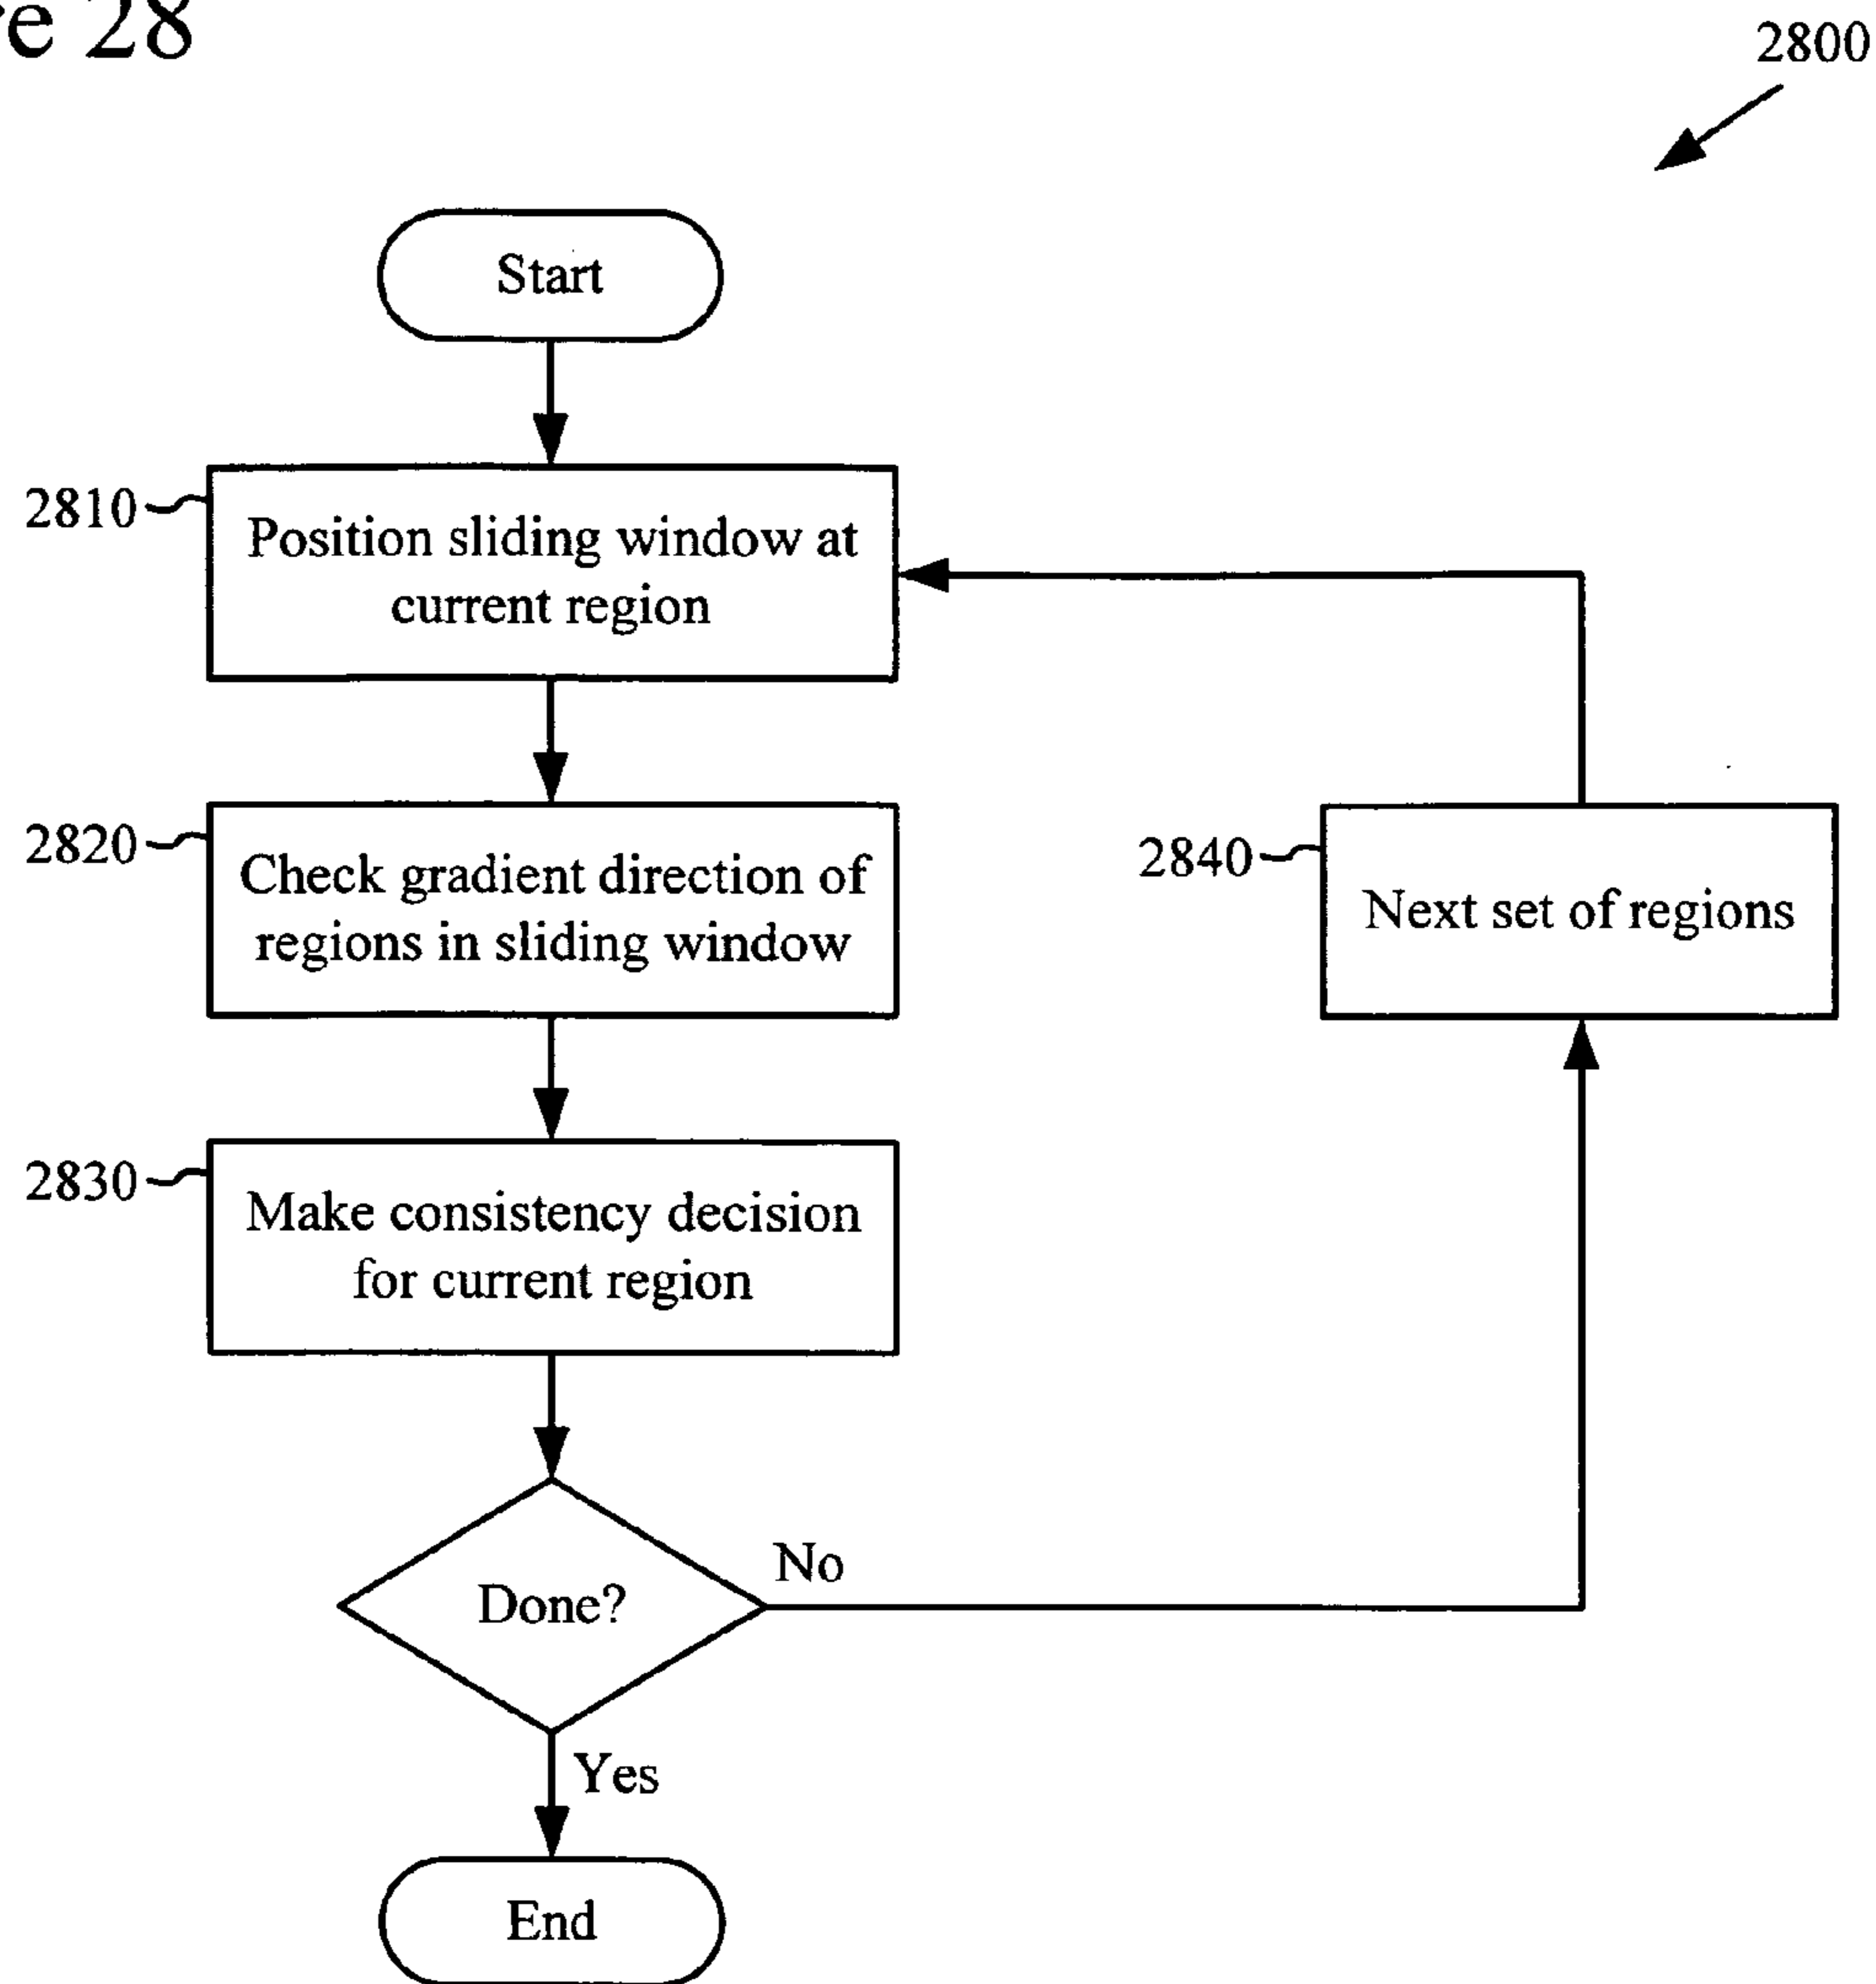 28
2800
Start
2810
Position sliding window at
current region
2820
Check gradient direction of
regions in sliding window
2840
Next set of regions
2830
Make consistency decision
for current region
No
Done?
Yes
End